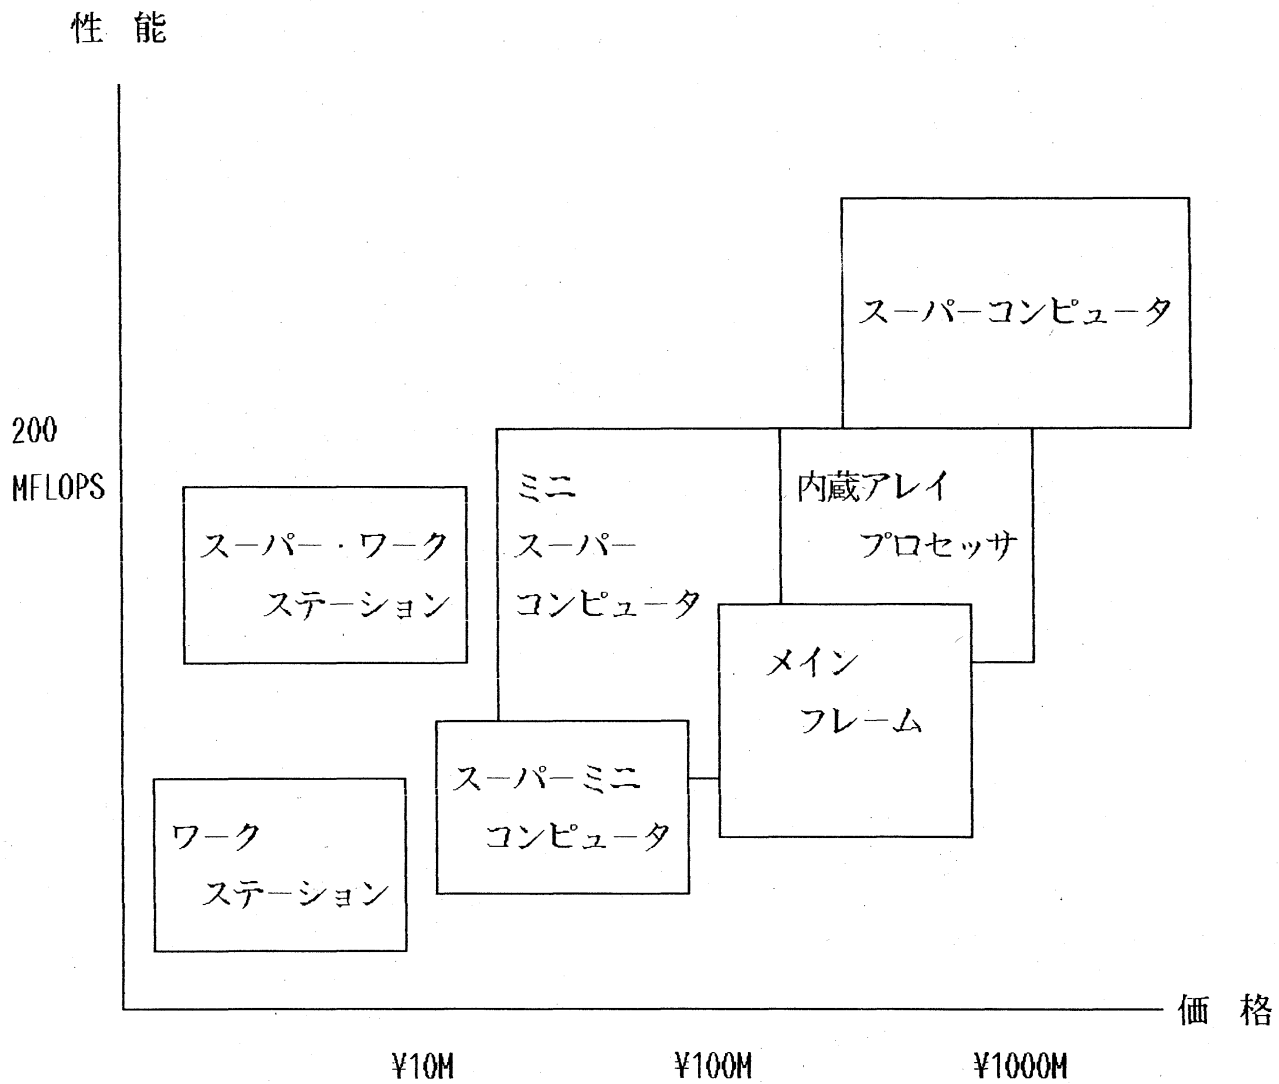 性 能
スーパーコンピュータ
200
MFLOPS
ミニ
スーパー
コンピュータ
内蔵アレイ
プロセッサ
スーパー・ワーク
ステーション
メイン
フレーム
スーパーミニ
コンピュータ
ワーク
ステーション
価 格
¥10M
¥100M
¥1000M